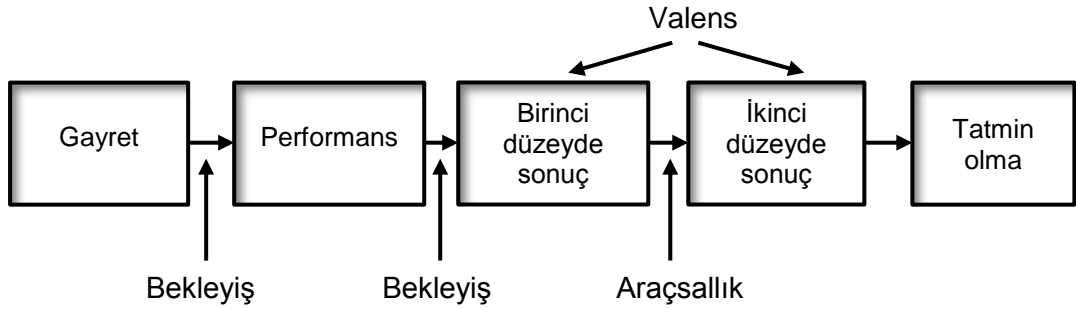 Valens
Gayret
Performans
Birinci
düzeyde
sonuç
İkinci
düzeyde
sonuç
Tatmin
olma
Bekleyiş
Bekleyiş
Araçsallık